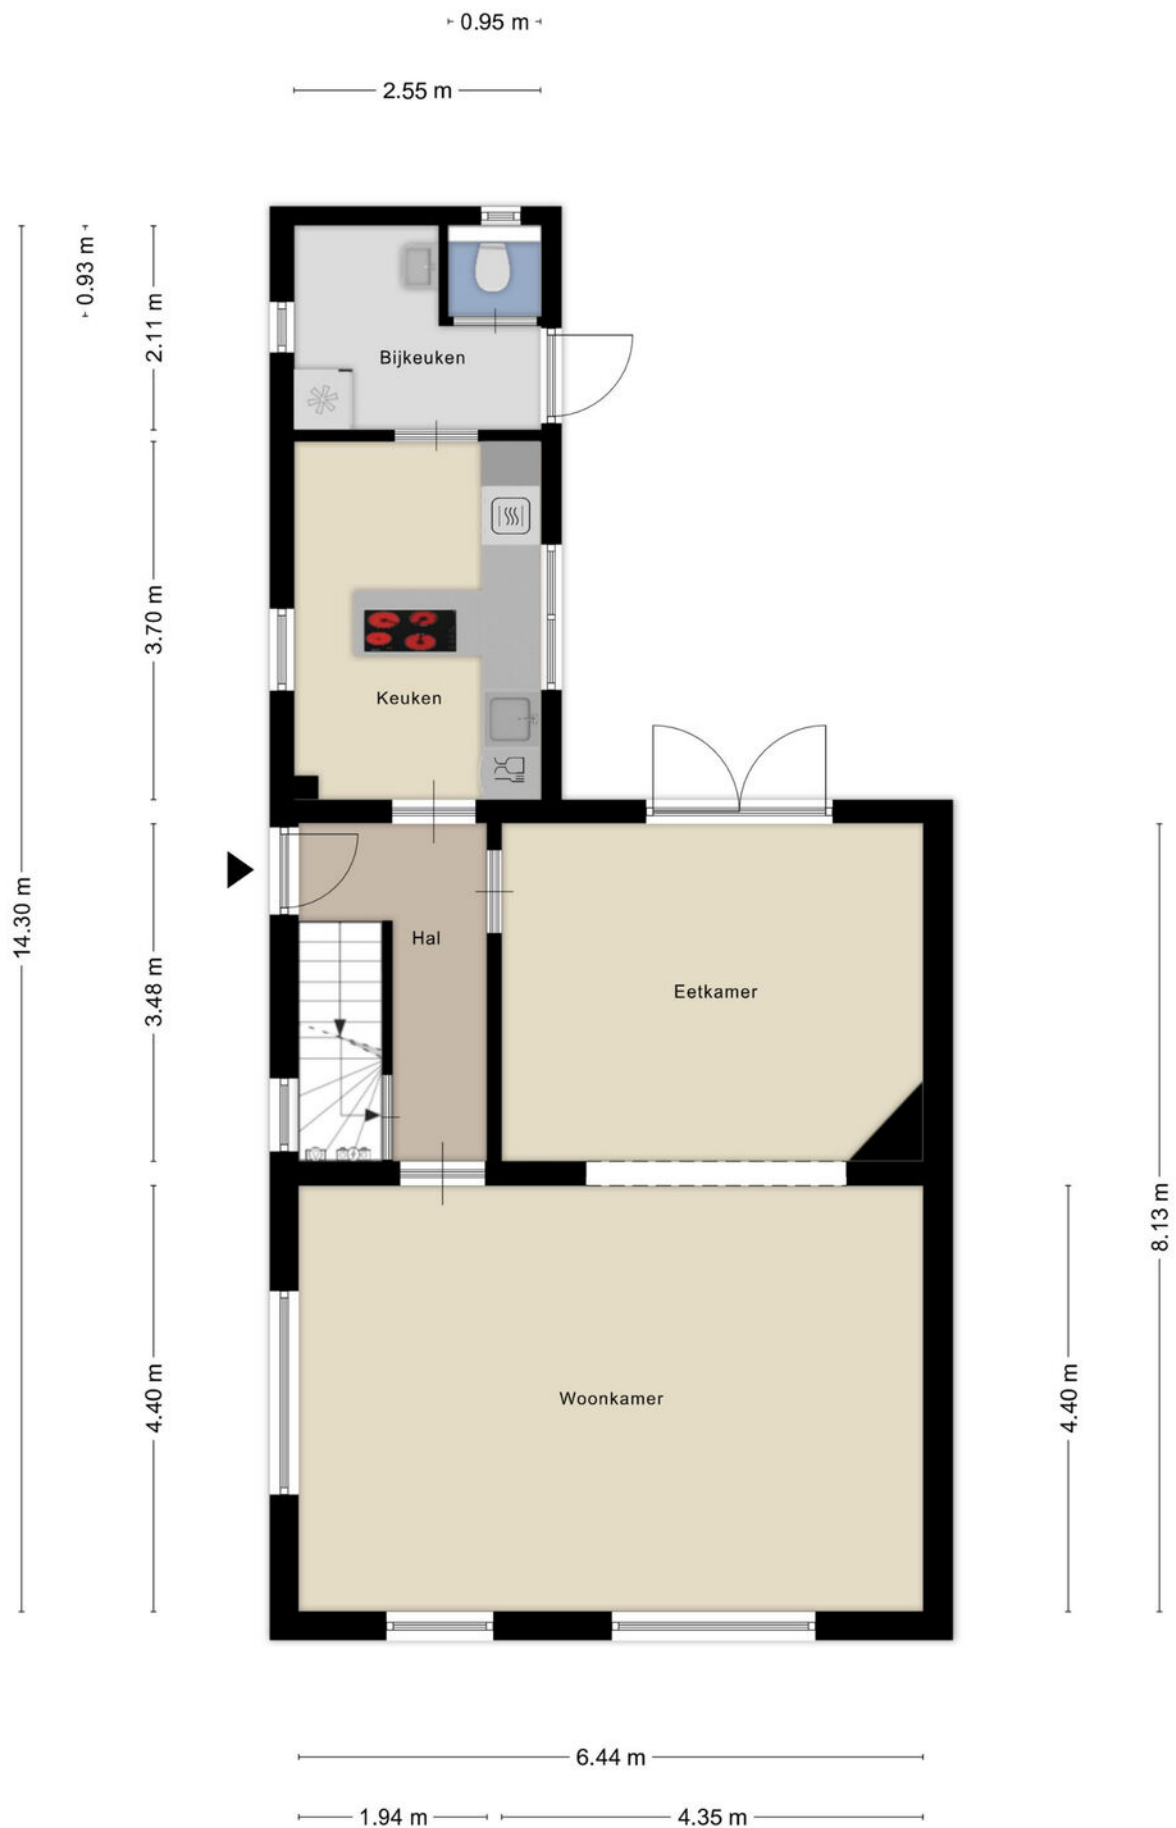 0.95 m
2.55 m
0.93 m
2.11 m
Bijkeuken
3.70 m
Keuken
14.30 m
3.48 m
Hal
Eetkamer
8.13 m
4.40 m
Woonkamer
4.40 m
6.44 m
1.94 m
4.35 m